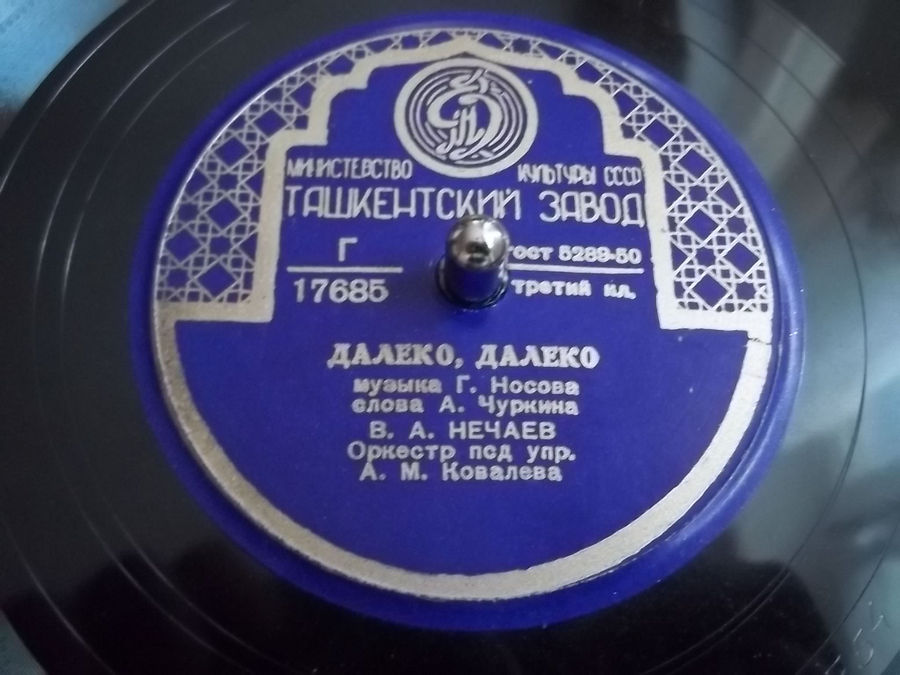 МИНИСТЕВСТВО КУЛЬТУРЫ СССР
ТАШКЕНТСКИЙ ЗАВОД
Г ГОСТ 5289-50
17685 третий кл.
ДАЛЕКО, ДАЛЕКО
музыка Г. Носова
слова А. Чуркина
В. А. НЕЧАЕВ
Оркестр под упр.
А. М. Ковалева